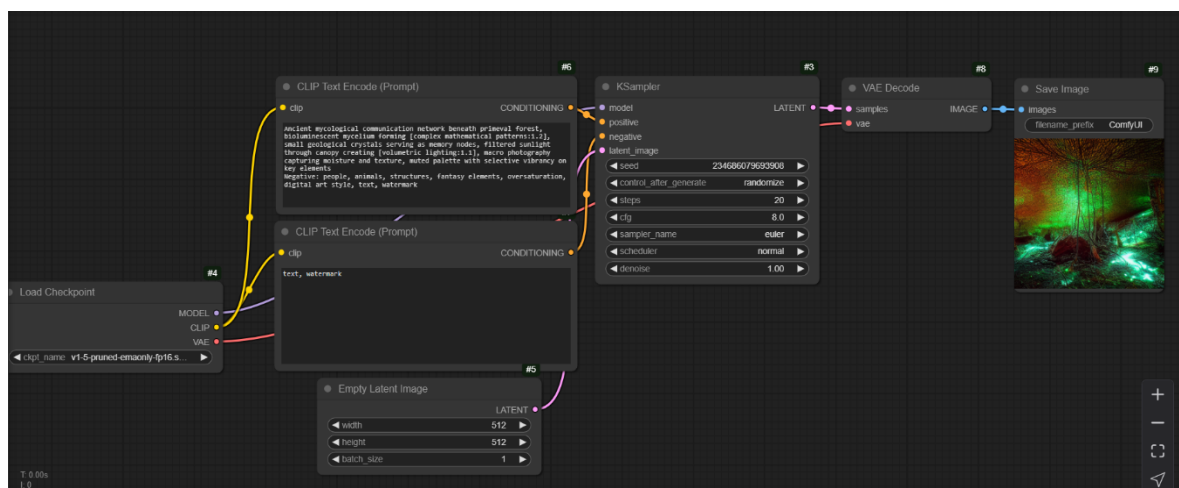 #6
CLIP Text Encode (Prompt)
clip
CONDITIONING
Ancient mycological communication network beneath primeval forest,
bioluminescent mycelium forming [complex mathematical patterns:1.2],
small geological crystals serving as memory nodes, filtered sunlight
through canopy creating [volumetric lighting:1.1], macro photography
capturing moisture and texture, muted palette with selective vibrancy on
key elements
Negative: people, animals, structures, fantasy elements, oversaturation,
digital art style, text, watermark
CLIP Text Encode (Prompt)
clip
CONDITIONING
text, watermark
#4
Load Checkpoint
MODEL
CLIP
VAE
ckpt_name v1-5-pruned-emaonly-fp16.s...
#5
Empty Latent Image
LATENT
width 512
height 512
batch_size 1
#3
KSampler
model
LATENT
positive
negative
latent_image
seed 234686079693908
control_after_generate randomize
steps 20
cfg 8.0
sampler_name euler
scheduler normal
denoise 1.00
#8
VAE Decode
samples
IMAGE
vae
#9
Save Image
images
filename_prefix ComfyUI
T: 0.00s
I: 0